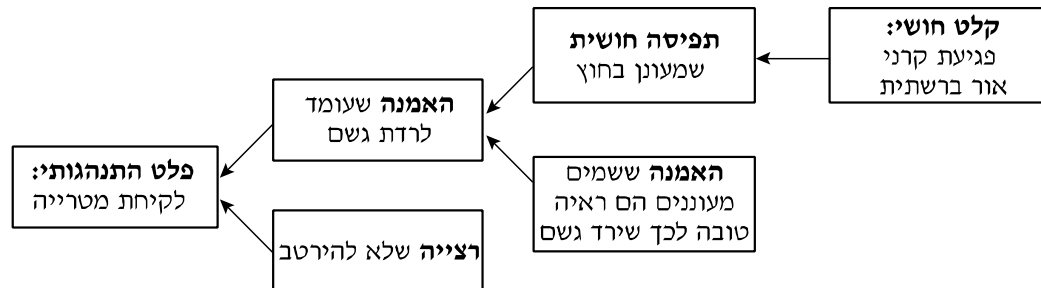 קלט חושי:
פגיעת קרני
אור ברשתית
תפיסה חושית
שמעונן בחוץ
האמנה שעומד
לרדת גשם
האמנה ששמים
מעוננים הם ראיה
טובה לכך שירד גשם
פלט התנהגותי:
לקיחת מטרייה
רצייה שלא להירטב